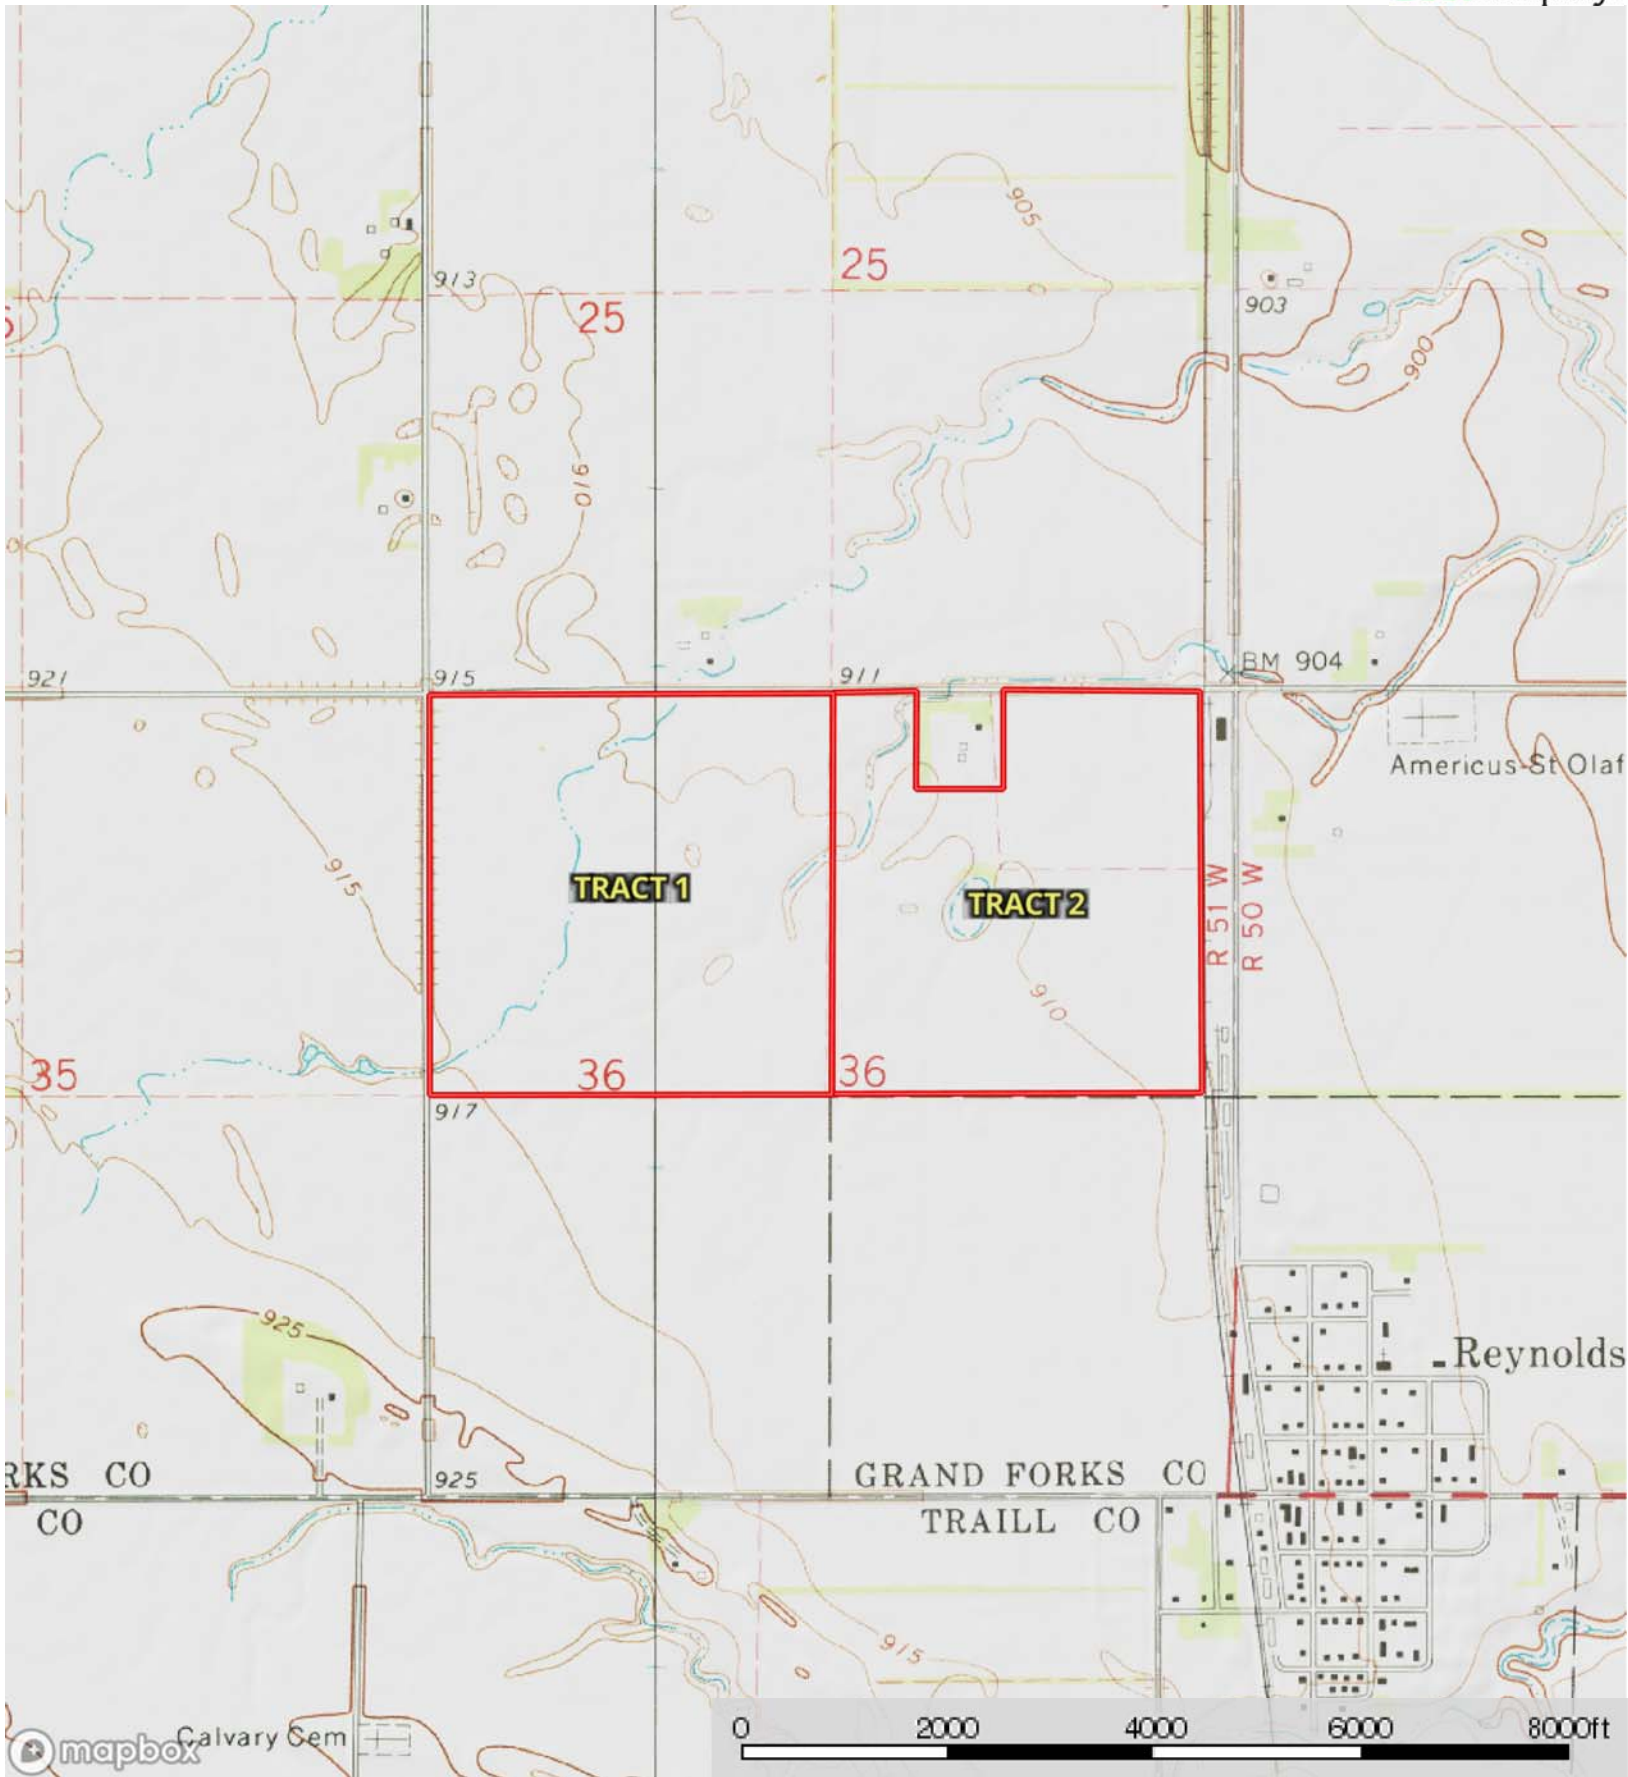 905
25
913
25
903
900
910
921
915
911
BM 904
Americus-St Olaf
915
TRACT 1
TRACT 2
R 51 W
R 50 W
910
35
36
36
917
925
Reynolds
RKS CO
925
GRAND FORKS CO
CO
TRAILL CO
915
Calvary Cem
mapbox
0 2000 4000 6000 8000ft